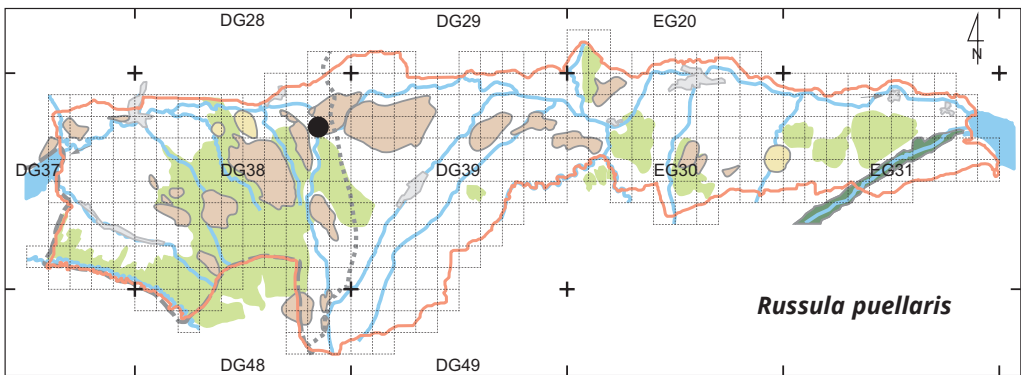 DG28 DG29 EG20
N
DG37 DG38 DG39 EG30 EG31
Russula puellaris
DG48 DG49